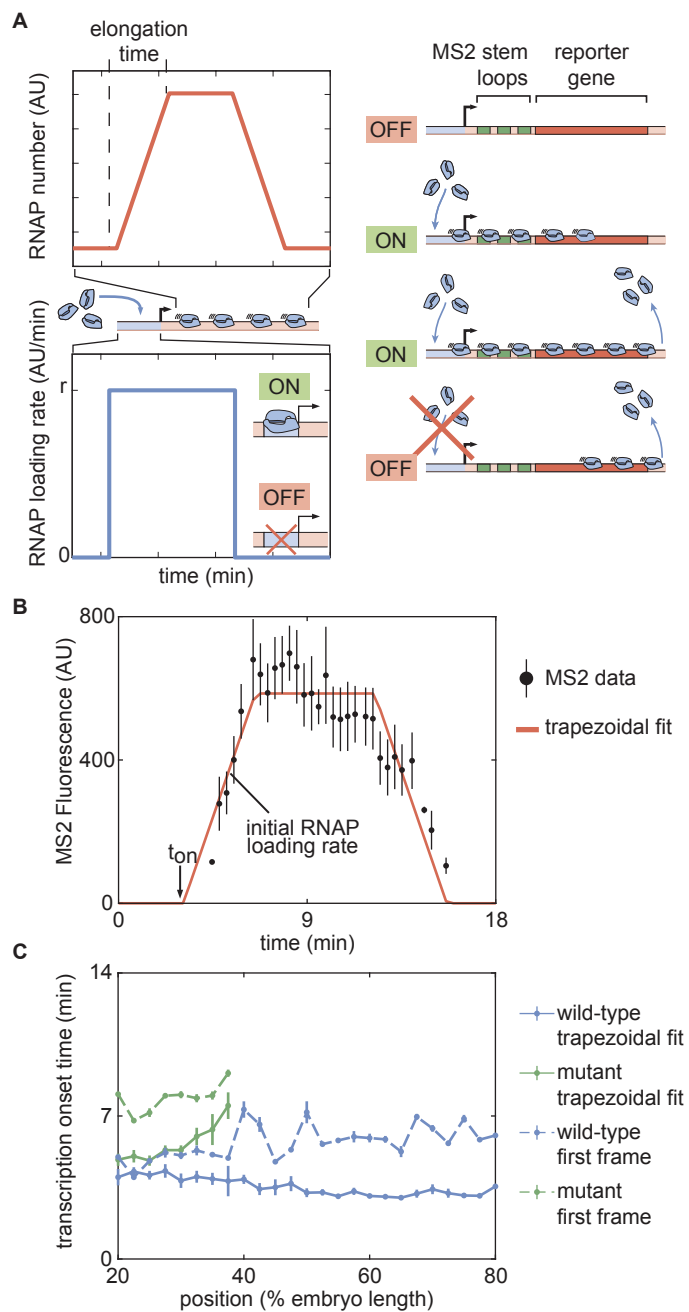 A
elongation
time
RNAP number (AU)
MS2 stem
loops
reporter
gene
OFF
ON
ON
OFF
RNAP loading rate (AU/min)
r
0
ON
OFF
time (min)
B
MS2 Fluorescence (AU)
800
400
0
ton
initial RNAP
loading rate
0
9
18
time (min)
MS2 data
trapezoidal fit
C
transcription onset time (min)
14
7
0
20
40
60
80
position (% embryo length)
wild-type
trapezoidal fit
mutant
trapezoidal fit
wild-type
first frame
mutant
first frame